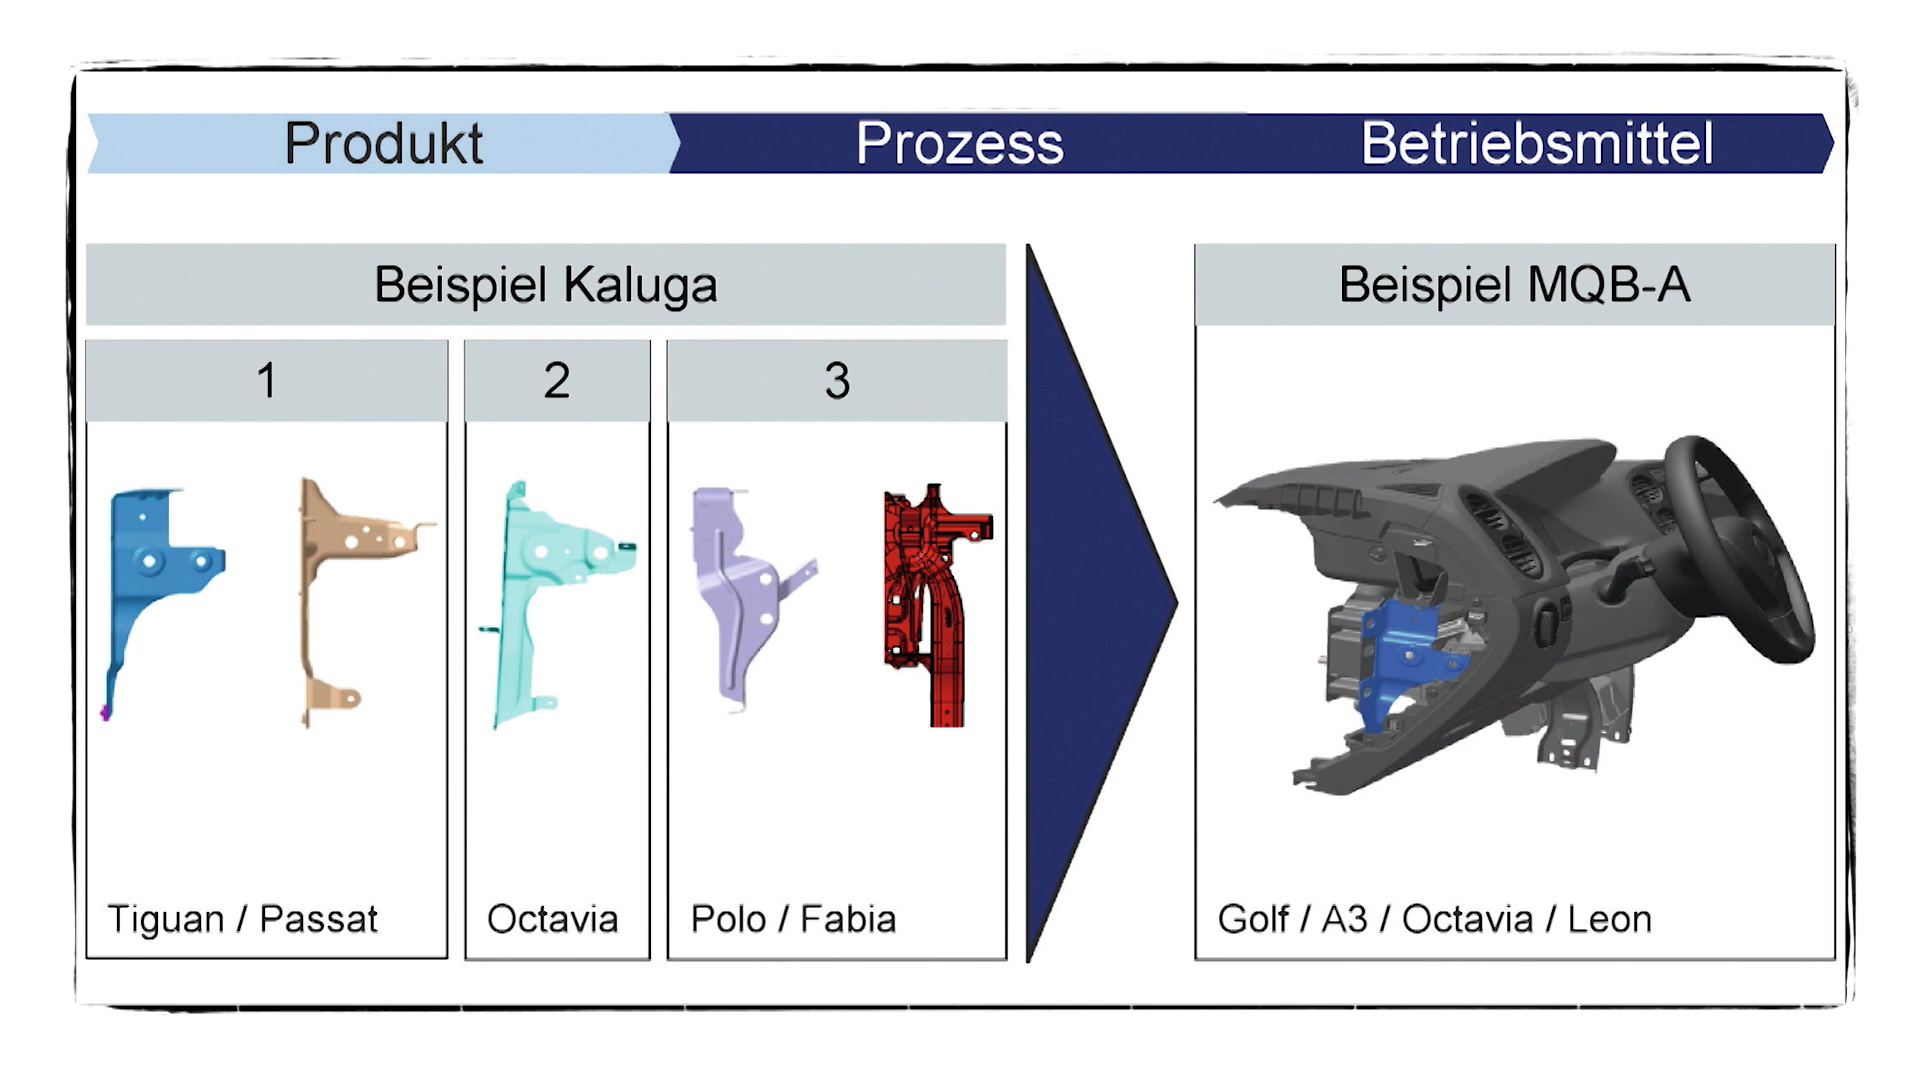 Produkt Prozess Betriebsmittel
Beispiel Kaluga
Beispiel MQB-A
1 2 3
Tiguan / Passat
Octavia
Polo / Fabia
Golf / A3 / Octavia / Leon